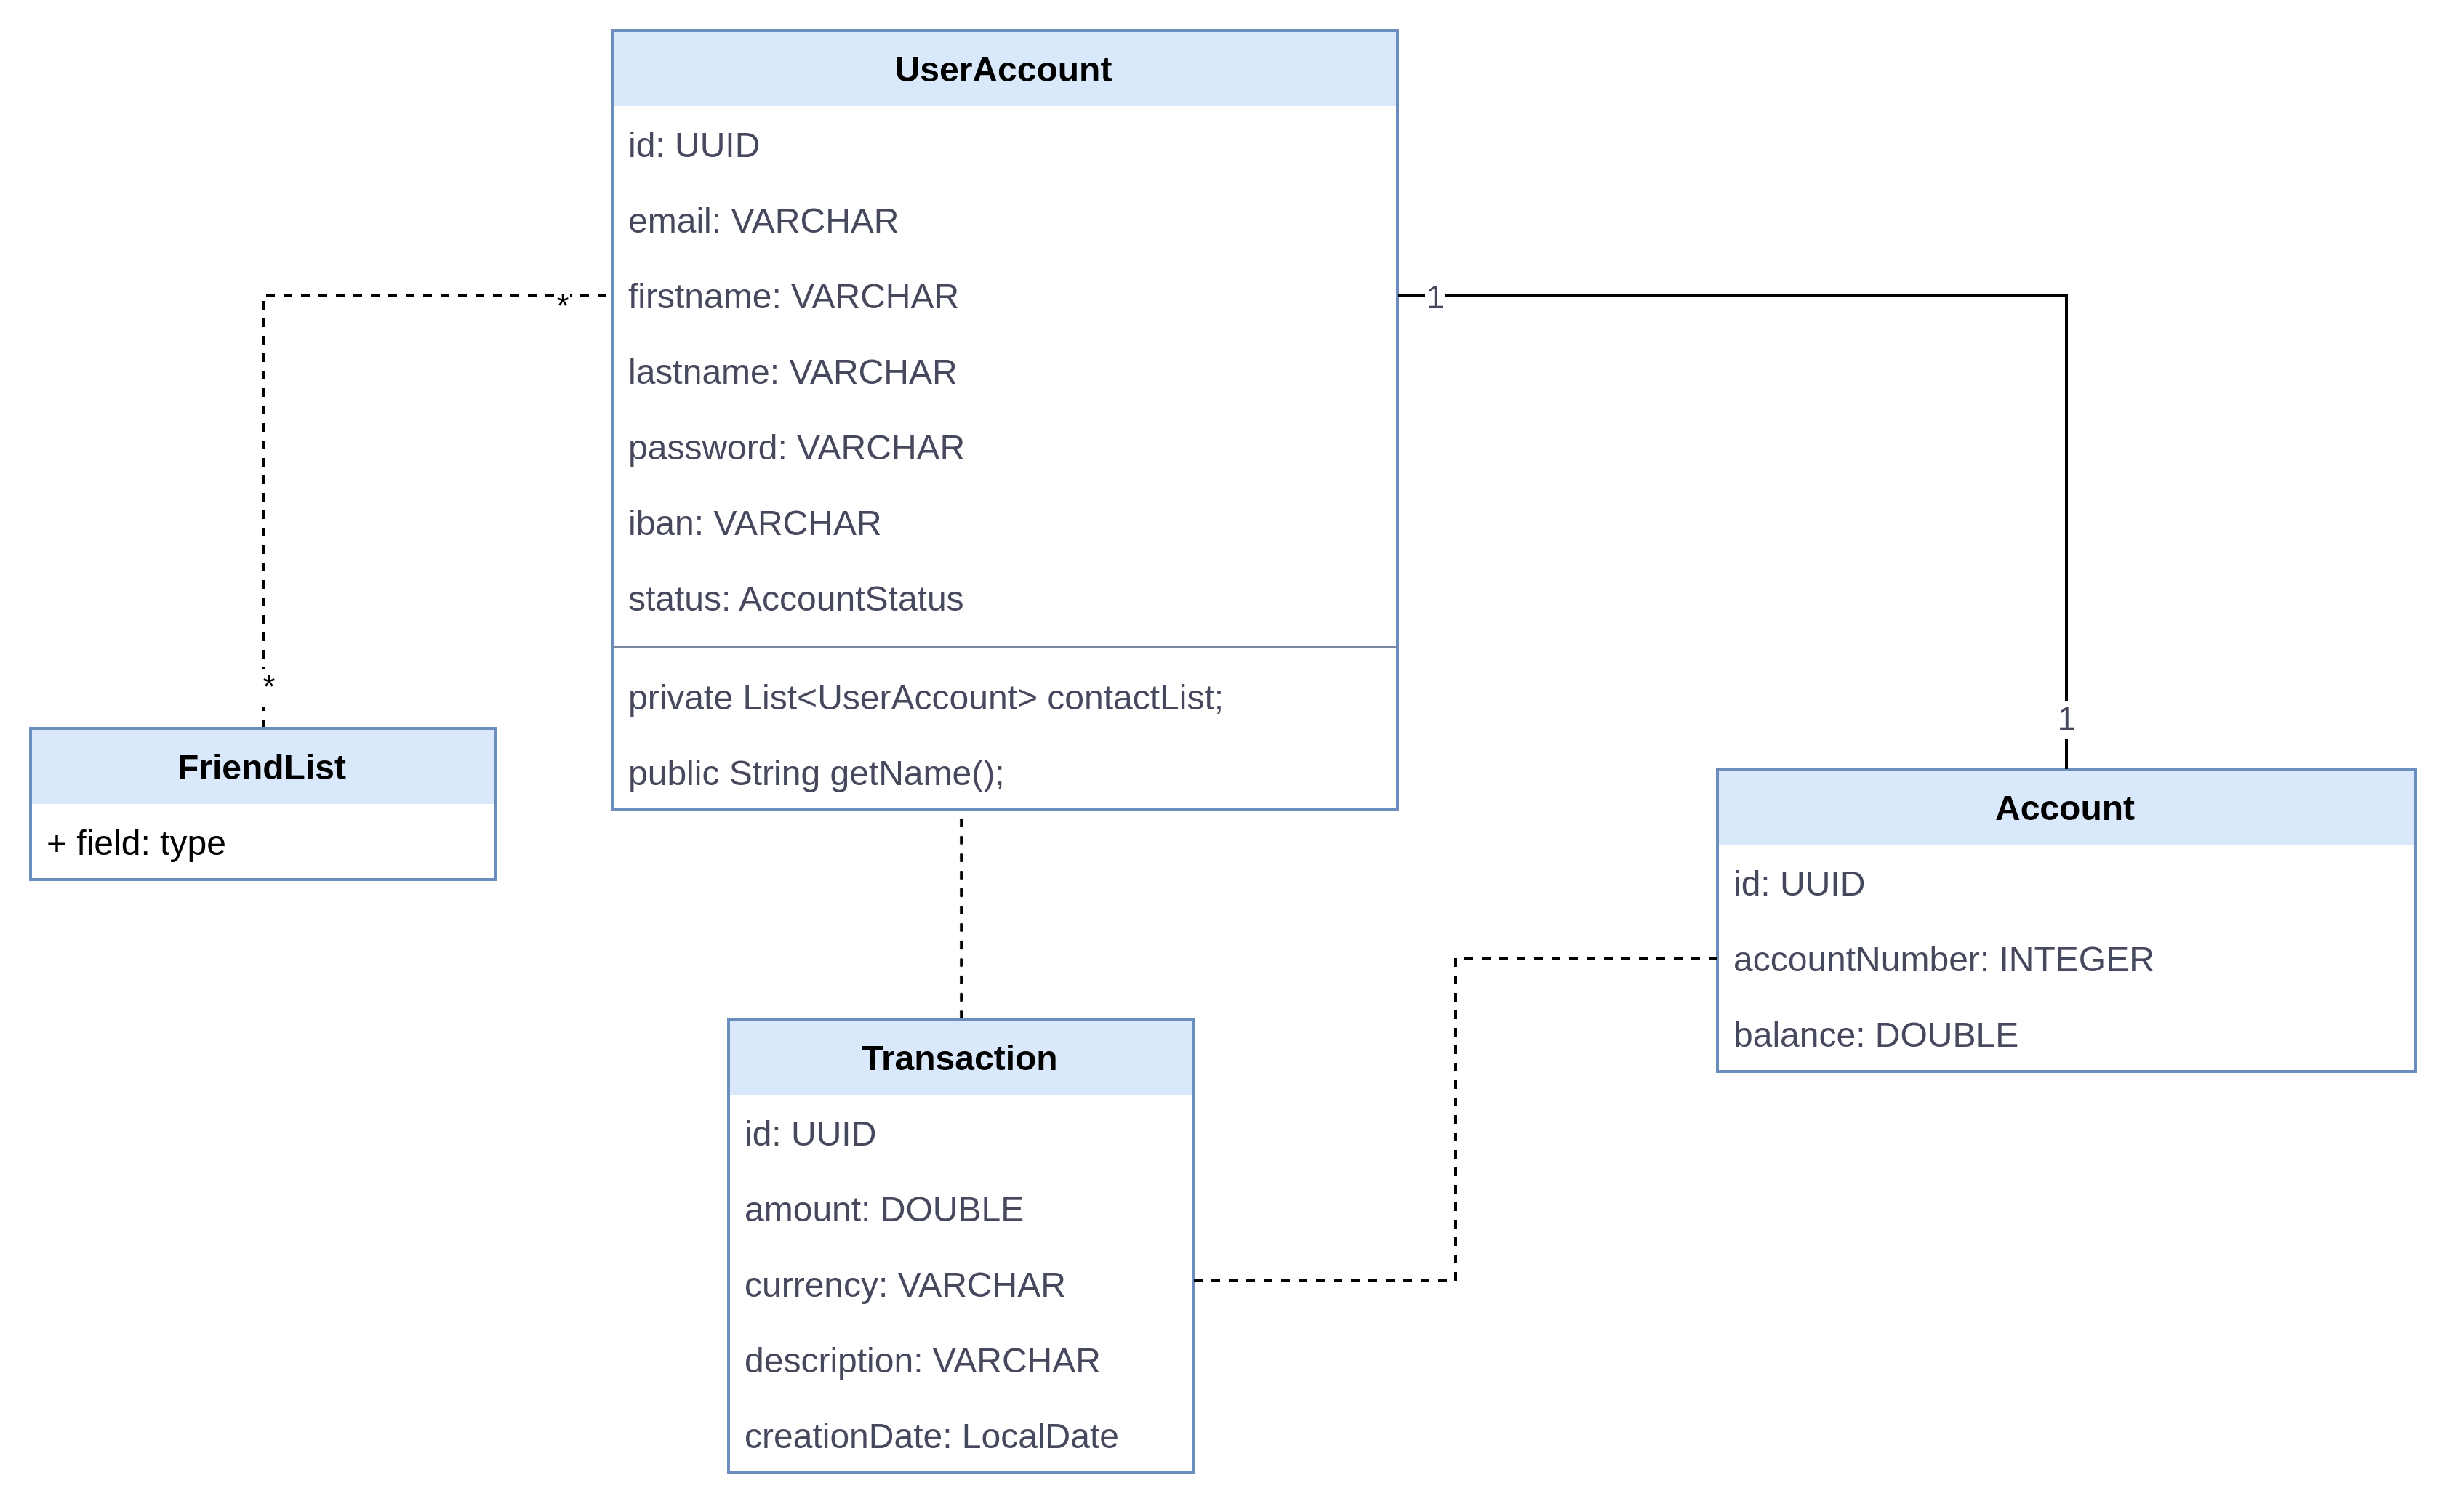 UserAccount
id: UUID
email: VARCHAR
firstname: VARCHAR
lastname: VARCHAR
password: VARCHAR
iban: VARCHAR
status: AccountStatus
private List<UserAccount> contactList;
public String getName();
*
*
1
1
FriendList
+ field: type
Account
id: UUID
accountNumber: INTEGER
balance: DOUBLE
Transaction
id: UUID
amount: DOUBLE
currency: VARCHAR
description: VARCHAR
creationDate: LocalDate